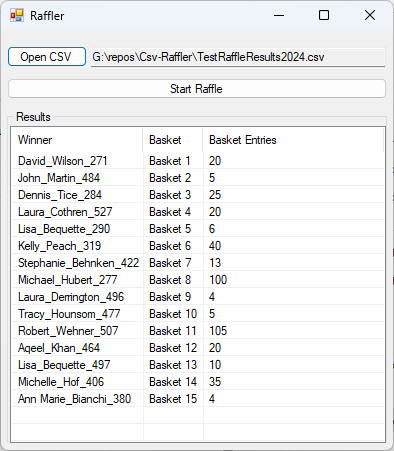 Raffler
Open CSV G:\repos\Csv-Raffler\TestRaffleResults2024.csv
Start Raffle
Results
Winner Basket Basket Entries
David_Wilson_271 Basket 1 20
John_Martin_484 Basket 2 5
Dennis_Tice_284 Basket 3 25
Laura_Cothren_527 Basket 4 20
Lisa_Bequette_290 Basket 5 6
Kelly_Peach_319 Basket 6 40
Stephanie_Behnken_422 Basket 7 13
Michael_Hubert_277 Basket 8 100
Laura_Derrington_496 Basket 9 4
Tracy_Hounsom_477 Basket 10 5
Robert_Wehner_507 Basket 11 105
Aqeel_Khan_464 Basket 12 20
Lisa_Bequette_497 Basket 13 10
Michelle_Hof_406 Basket 14 35
Ann Marie_Bianchi_380 Basket 15 4